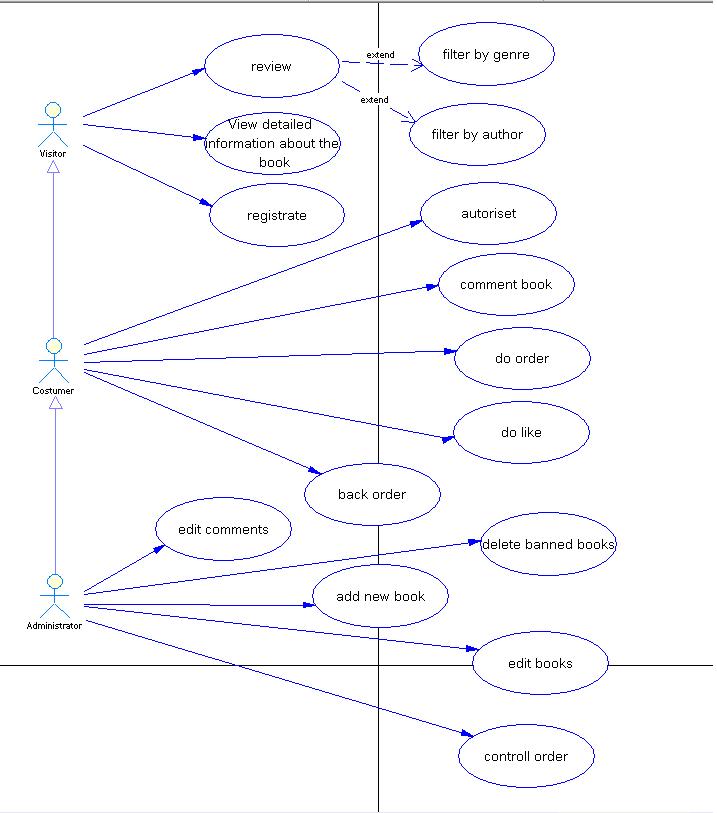 review
extend
filter by genre
extend
filter by author
Visitor
View detailed
information about the
book
registrate
autoriset
comment book
Costumer
do order
do like
back order
edit comments
delete banned books
Administrator
add new book
edit books
controll order